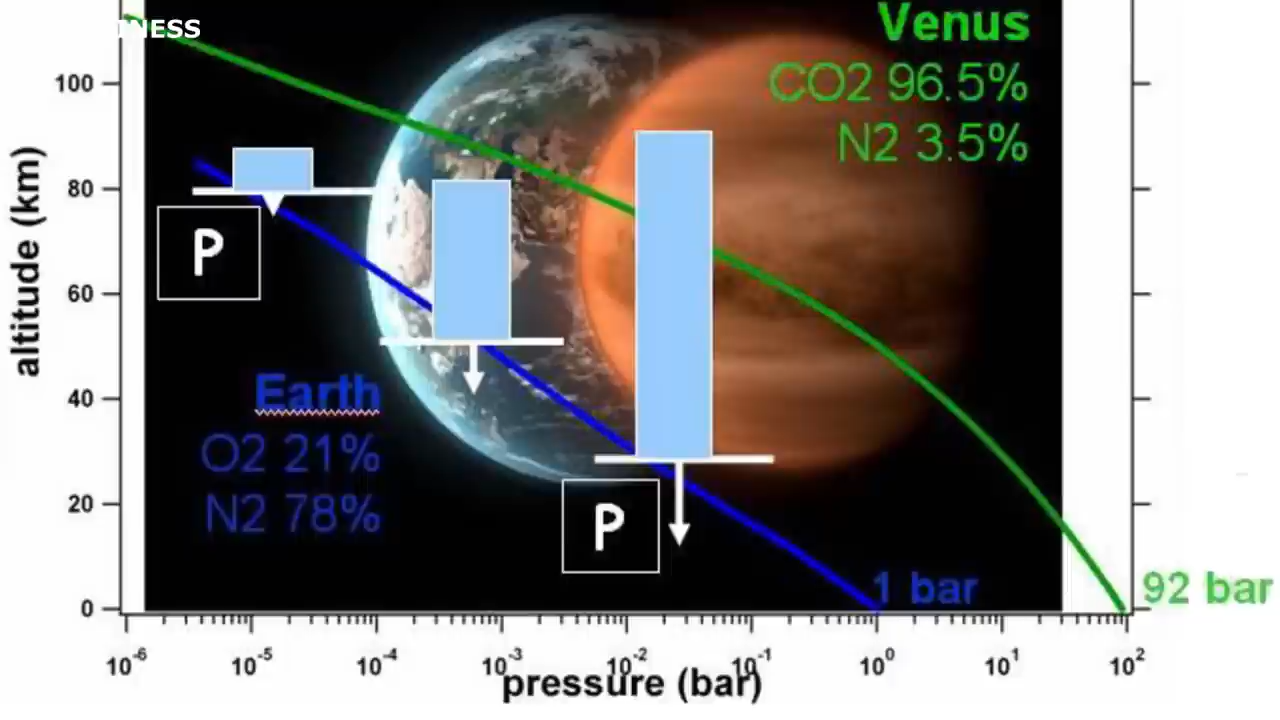 NESS
Venus
CO2 96.5%
N2 3.5%
altitude (km)
100
80
60
40
20
0
P
Earth
O2 21%
N2 78%
P
1 bar
92 bar
10-6 10-5 10-4 10-3 10-2 10-1 100 101 102
pressure (bar)